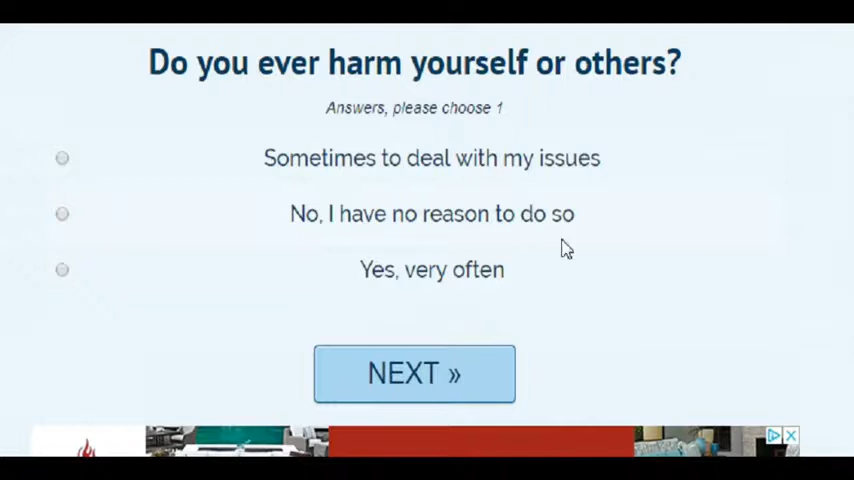 Do you ever harm yourself or others?
Answers, please choose 1
Sometimes to deal with my issues
No, I have no reason to do so
Yes, very often
NEXT »